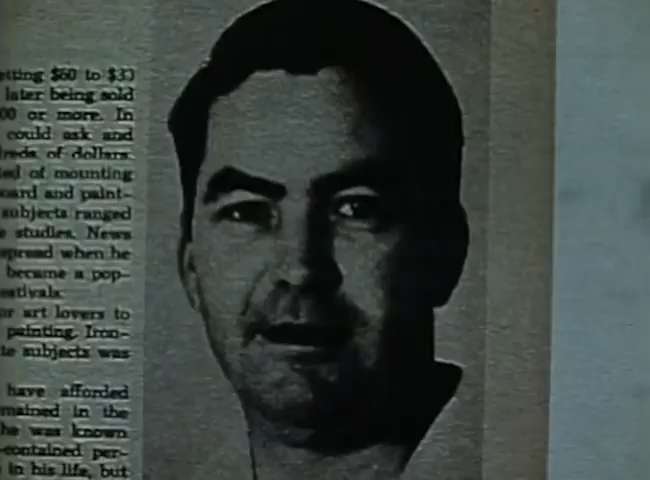 etting $60 to $30
later being sold
00 or more. In
could ask and
reds of dollars.
ed of mounting
oard and paint-
subjects ranged
e studies. News
spread when he
became a pop-
estivals.
or art lovers to
painting. Iron-
te subjects was
have afforded
mained in the
he was known
-contained per-
in his life, but